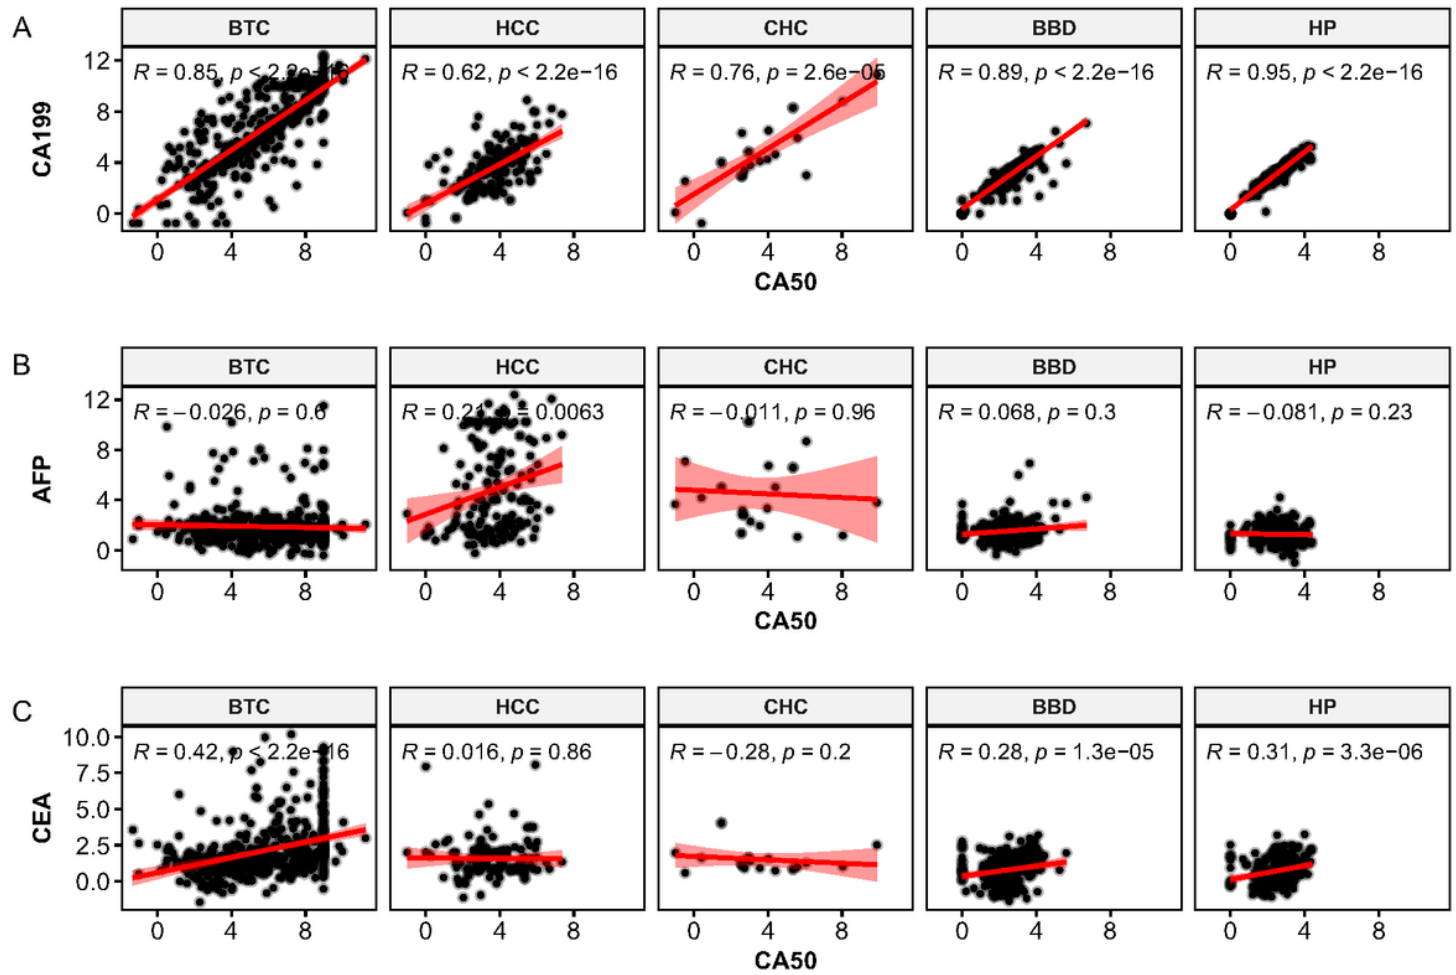 A
BTC HCC CHC BBD HP
12
R = 0.85, p < 2.2e−16 R = 0.62, p < 2.2e−16 R = 0.76, p = 2.6e−05 R = 0.89, p < 2.2e−16 R = 0.95, p < 2.2e−16
8
4
0
CA199
0 4 8 0 4 8 0 4 8 0 4 8 0 4 8
CA50
B
BTC HCC CHC BBD HP
12
R = −0.026, p = 0.6 R = 0.21, p = 0.0063 R = −0.011, p = 0.96 R = 0.068, p = 0.3 R = −0.081, p = 0.23
8
4
0
AFP
0 4 8 0 4 8 0 4 8 0 4 8 0 4 8
CA50
C
BTC HCC CHC BBD HP
10.0
R = 0.42, p < 2.2e−16 R = 0.016, p = 0.86 R = −0.28, p = 0.2 R = 0.28, p = 1.3e−05 R = 0.31, p = 3.3e−06
7.5
5.0
2.5
0.0
CEA
0 4 8 0 4 8 0 4 8 0 4 8 0 4 8
CA50